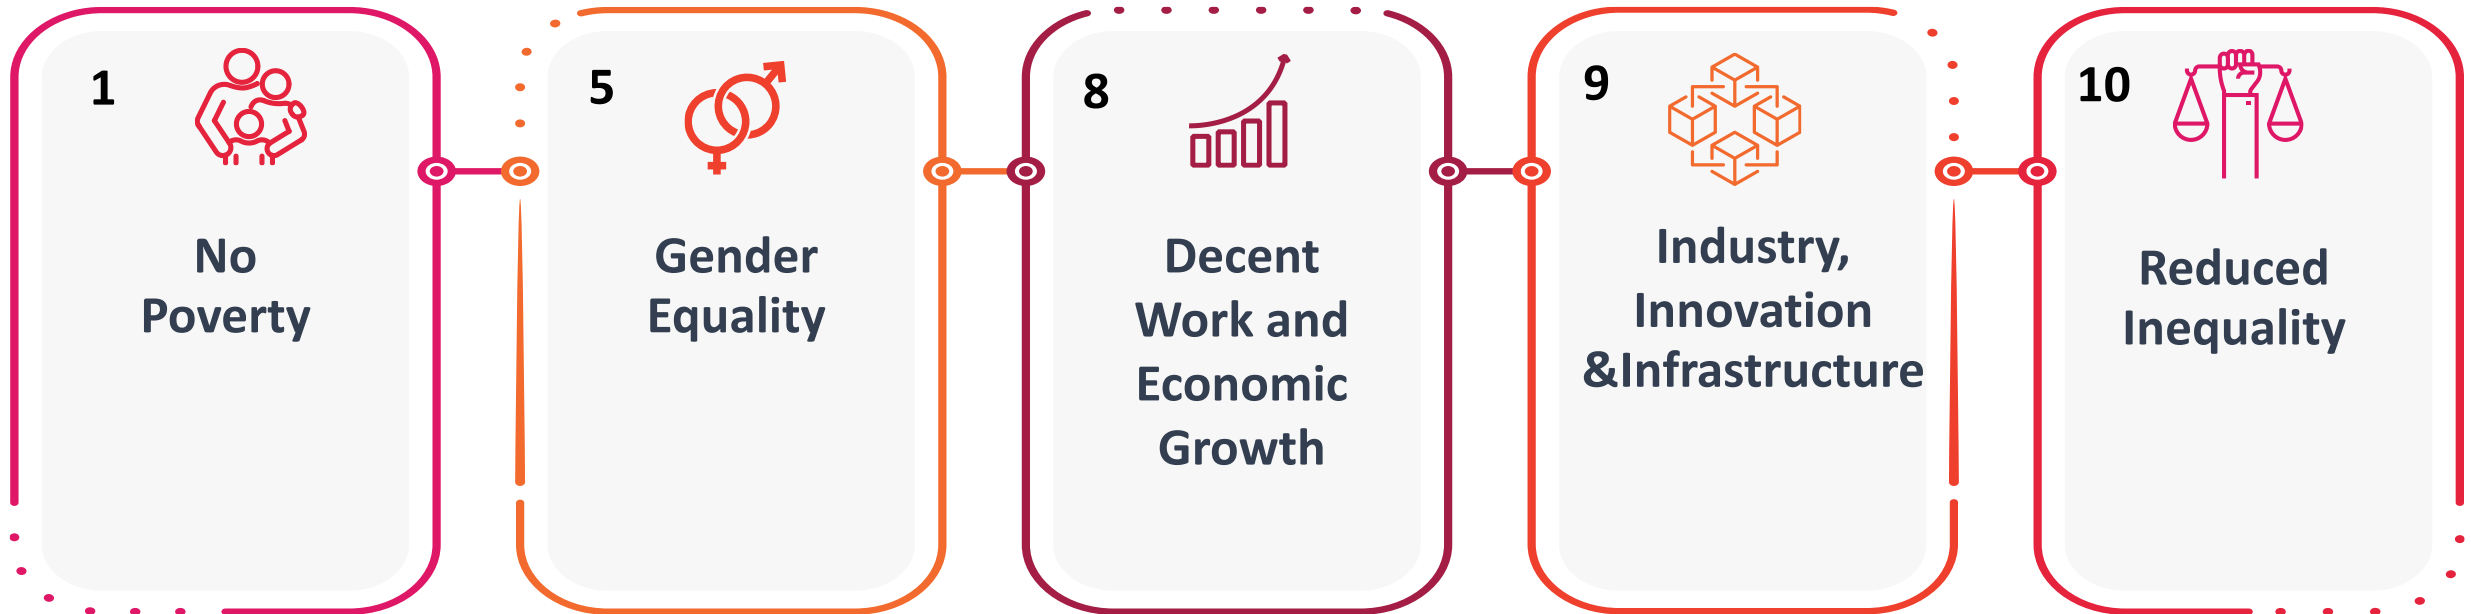 1
No
Poverty
5
Gender
Equality
8
Decent
Work and
Economic
Growth
9
Industry,
Innovation
&Infrastructure
10
Reduced
Inequality